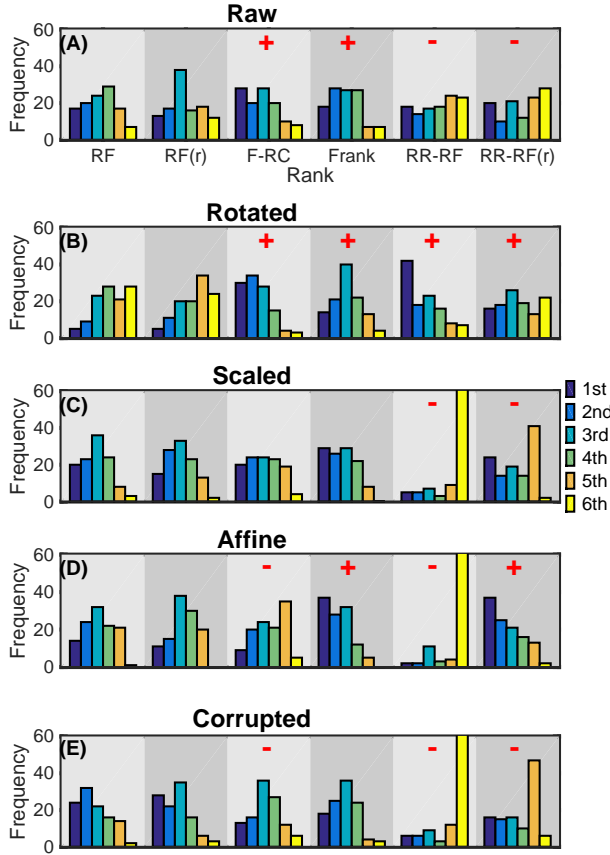 Raw
(A)
+ + - -
Frequency
60
40
20
0
RF RF(r) F-RC Frank RR-RF RR-RF(r)
Rank
Rotated
(B)
+ + + +
Frequency
60
40
20
0
Scaled
(C)
- -
Frequency
60
40
20
0
1st
2nd
3rd
4th
5th
6th
Affine
(D)
- + - +
Frequency
60
40
20
0
Corrupted
(E)
- - -
Frequency
60
40
20
0